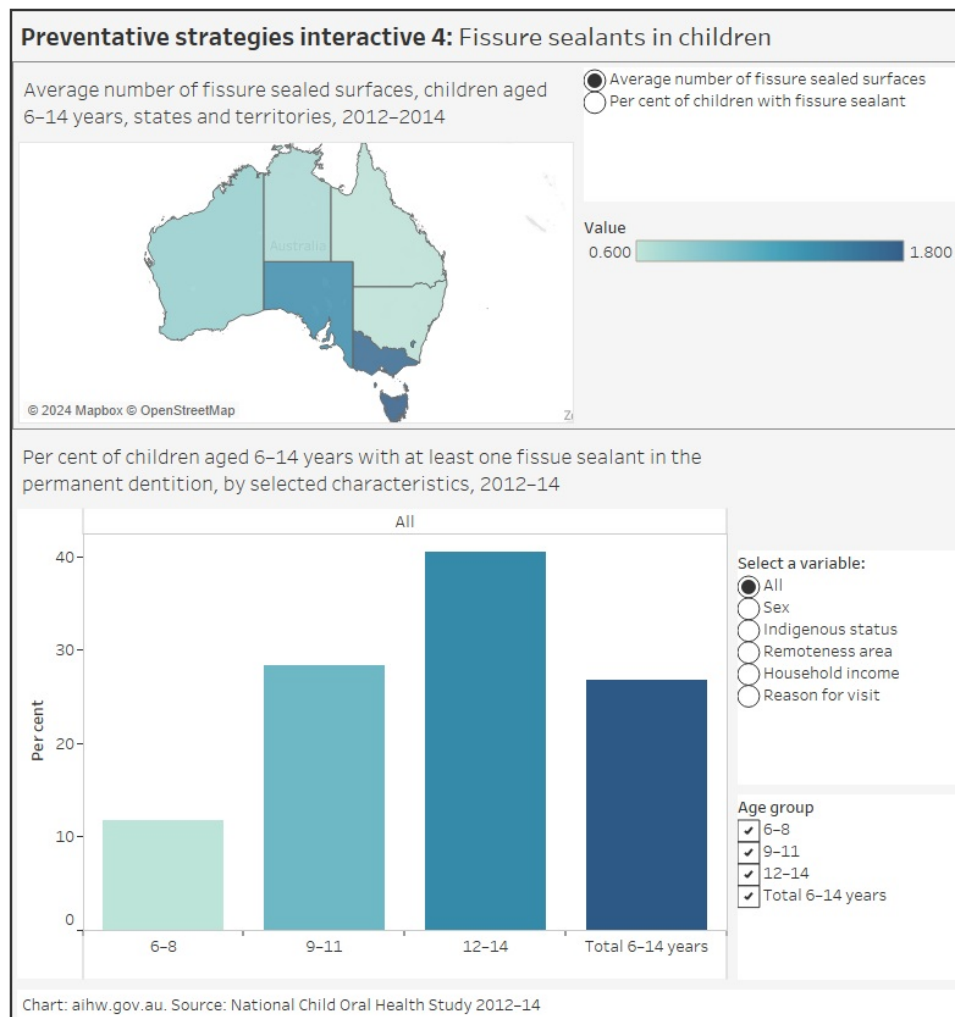 Preventative strategies interactive 4: Fissure sealants in children
Average number of fissure sealed surfaces, children aged
6–14 years, states and territories, 2012–2014
Average number of fissure sealed surfaces
Per cent of children with fissure sealant
Australia
Value
0.600
1.800
© 2024 Mapbox © OpenStreetMap
Per cent of children aged 6–14 years with at least one fissue sealant in the
permanent dentition, by selected characteristics, 2012–14
All
Per cent
40
30
20
10
0
6–8
9–11
12–14
Total 6–14 years
Select a variable:
All
Sex
Indigenous status
Remoteness area
Household income
Reason for visit
Age group
6–8
9–11
12–14
Total 6–14 years
Chart: aihw.gov.au. Source: National Child Oral Health Study 2012–14